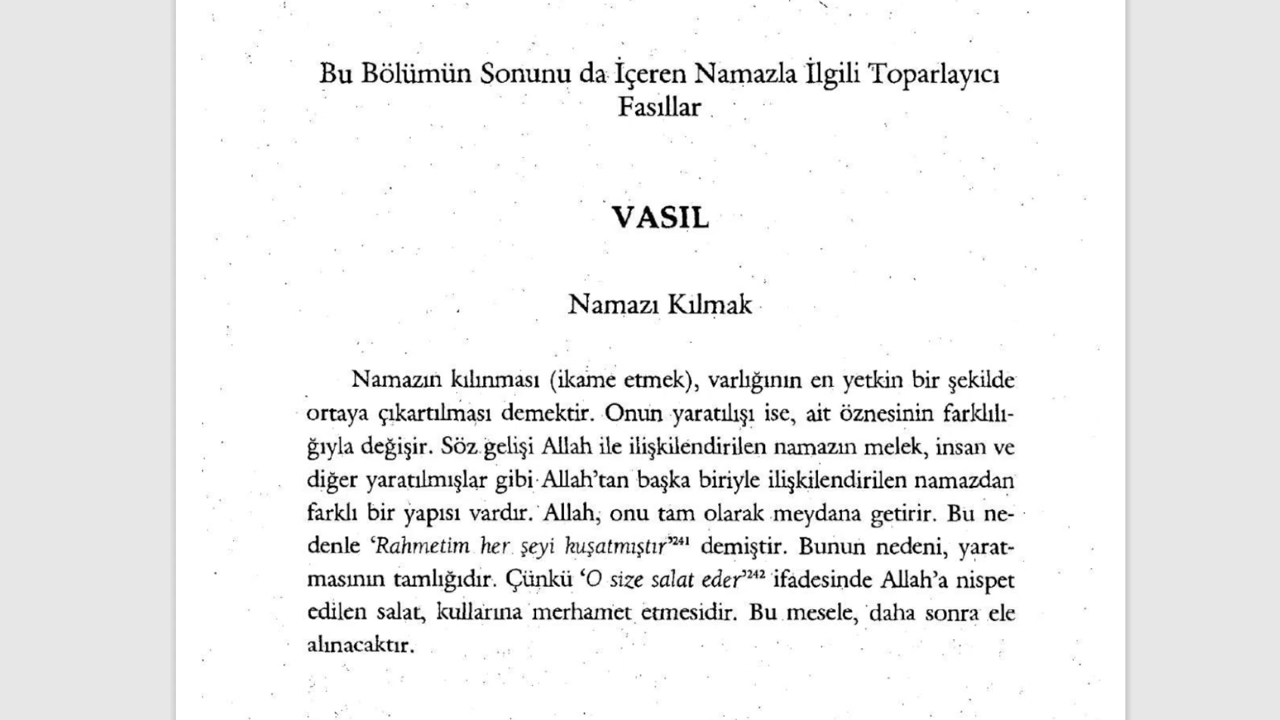 Bu Bölümün Sonunu da İçeren Namazla İlgili Toparlayıcı
Fasıllar
VASIL
Namazı Kılmak
Namazın kılınması (ikame etmek), varlığının en yetkin bir şekilde
ortaya çıkartılması demektir. Onun yaratılışı ise, ait öznesinin farklılı-
ğıyla değişir. Söz gelişi Allah ile ilişkilendirilen namazın melek, insan ve
diğer yaratılmışlar gibi Allah’tan başka biriyle ilişkilendirilen namazdan
farklı bir yapısı vardır. Allah, onu tam olarak meydana getirir. Bu ne-
denle ‘Rahmetim her şeyi kuşatmıştır’²⁴¹ demiştir. Bunun nedeni, yarat-
masının tamlığıdır. Çünkü ‘O size salat eder’²⁴² ifadesinde Allah’a nispet
edilen salat, kullarına merhamet etmesidir. Bu mesele, daha sonra ele
alınacaktır.